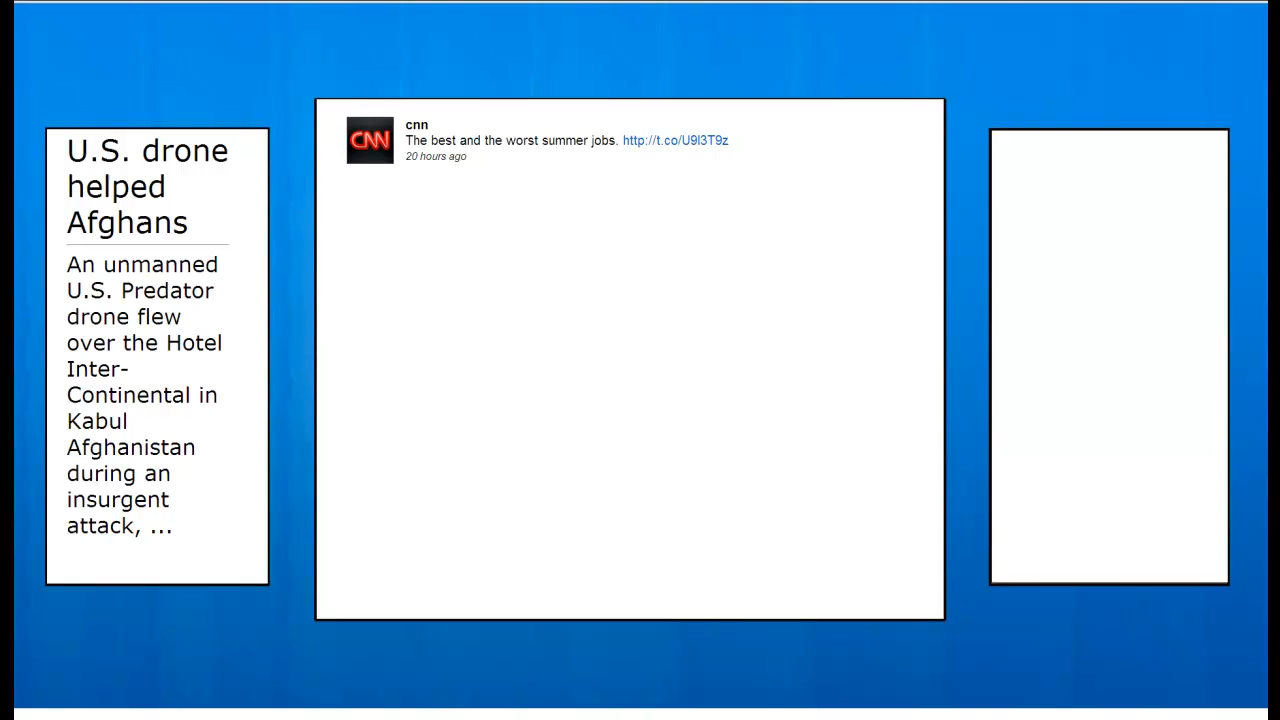 U.S. drone
helped
Afghans
An unmanned
U.S. Predator
drone flew
over the Hotel
Inter-
Continental in
Kabul
Afghanistan
during an
insurgent
attack, ...
CNN
cnn
The best and the worst summer jobs. http://t.co/U9l3T9z
20 hours ago